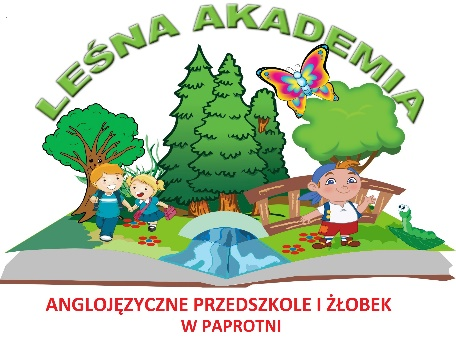 LEŚNA AKADEMIA
ANGLOJĘZYCZNE PRZEDSZKOLE I ŻŁOBEK
W PAPROTNI